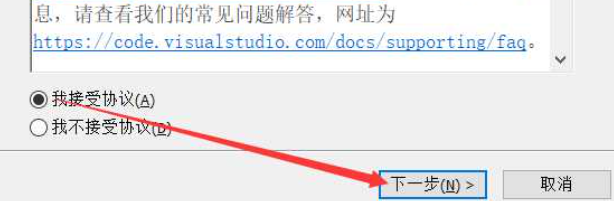 息，请查看我们的常见问题解答，网址为
https://code.visualstudio.com/docs/supporting/faq。
我接受协议(A)
我不接受协议(D)
下一步(N) >
取消